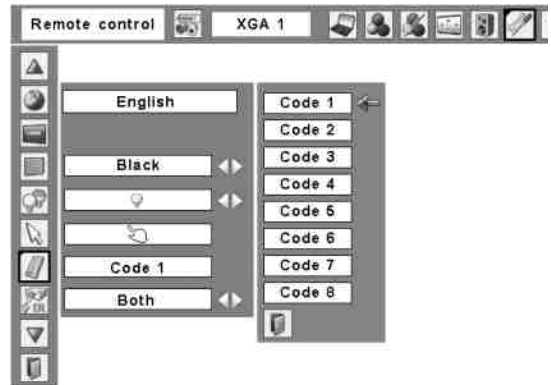 Remote control
XGA 1
English
Black
Code 1
Both
Code 1
Code 2
Code 3
Code 4
Code 5
Code 6
Code 7
Code 8